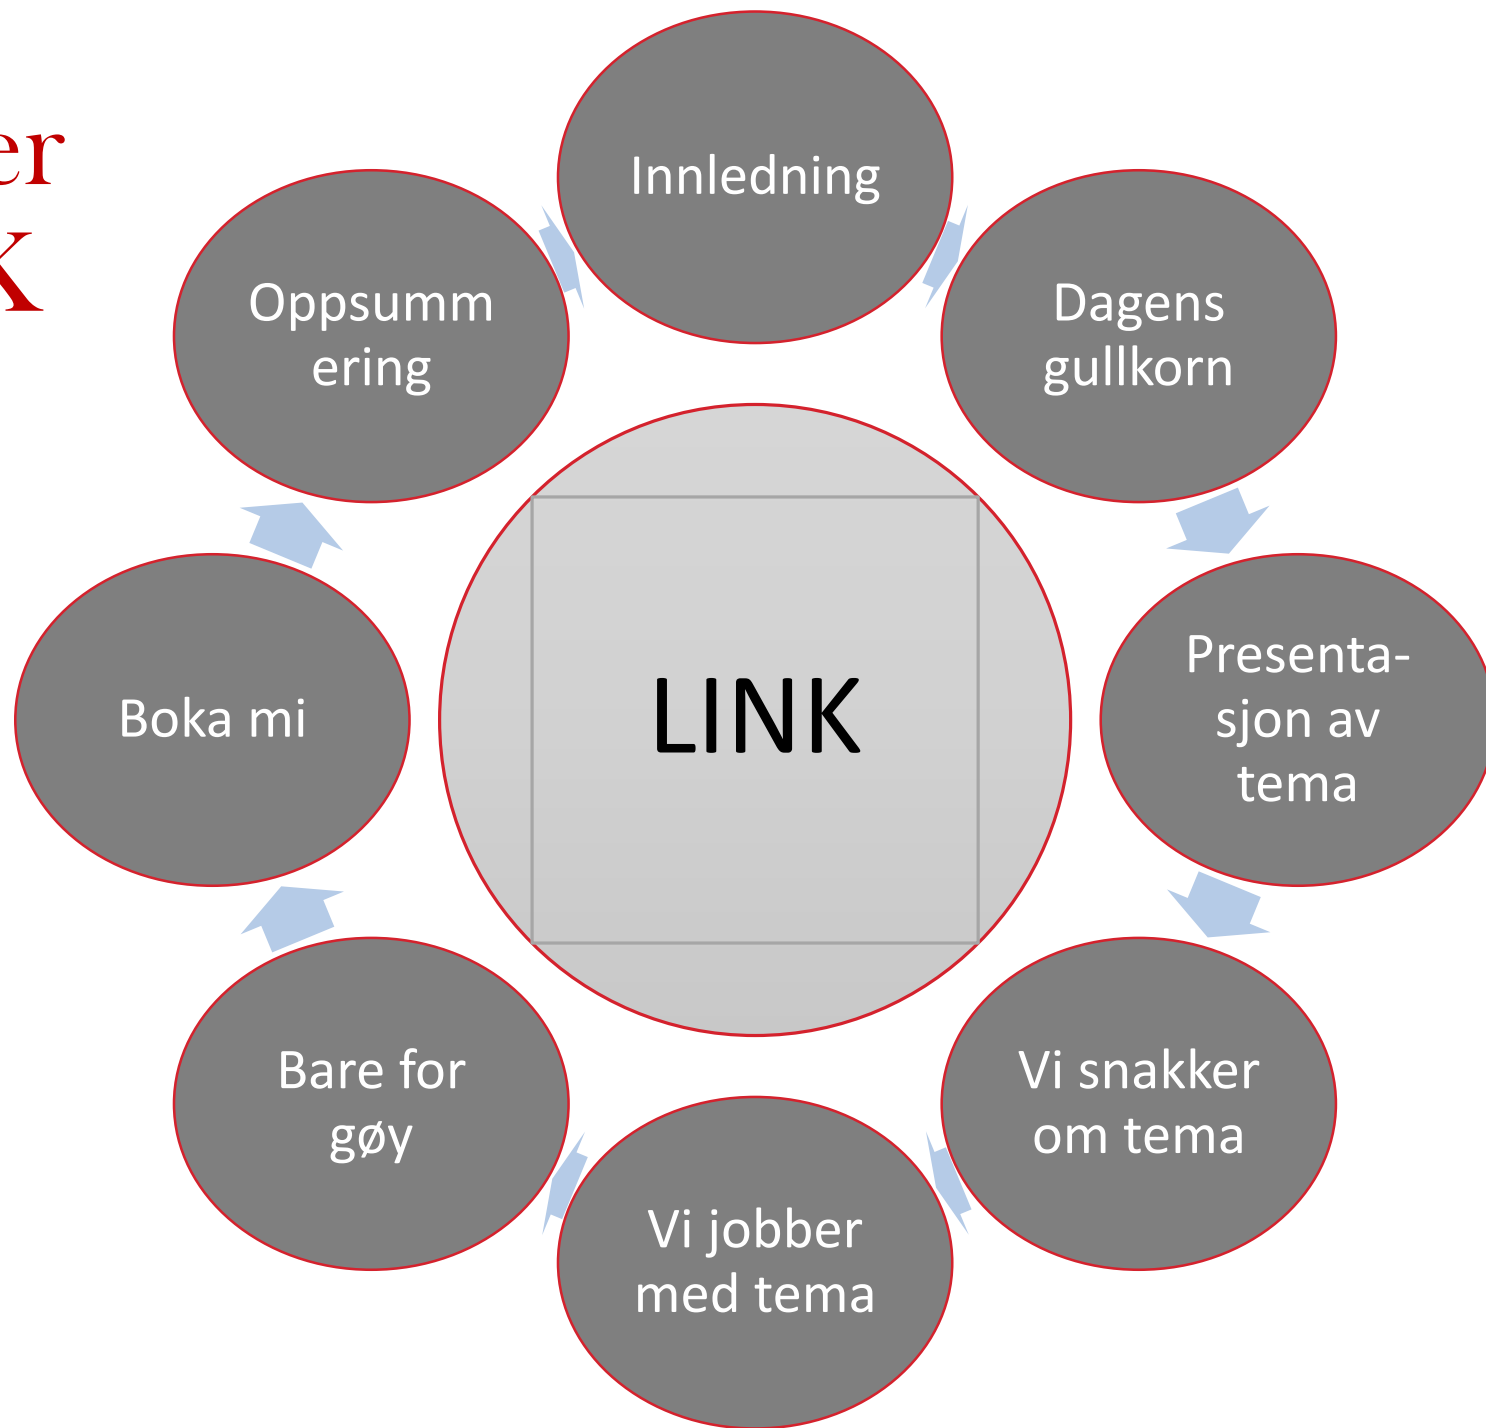 er
K
Innledning
Dagens
gullkorn
Presenta-
sjon av
tema
Vi snakker
om tema
Vi jobber
med tema
Bare for
gøy
Boka mi
Oppsumm
ering
LINK